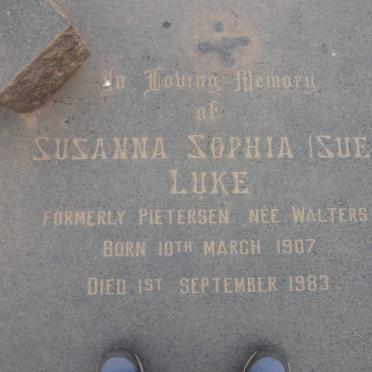 In Loving Memory
of
SUSANNA SOPHIA (SUE
LUKE
FORMERLY PIETERSEN NÉE WALTERS
BORN 10TH MARCH 1907
DIED 1ST SEPTEMBER 1983